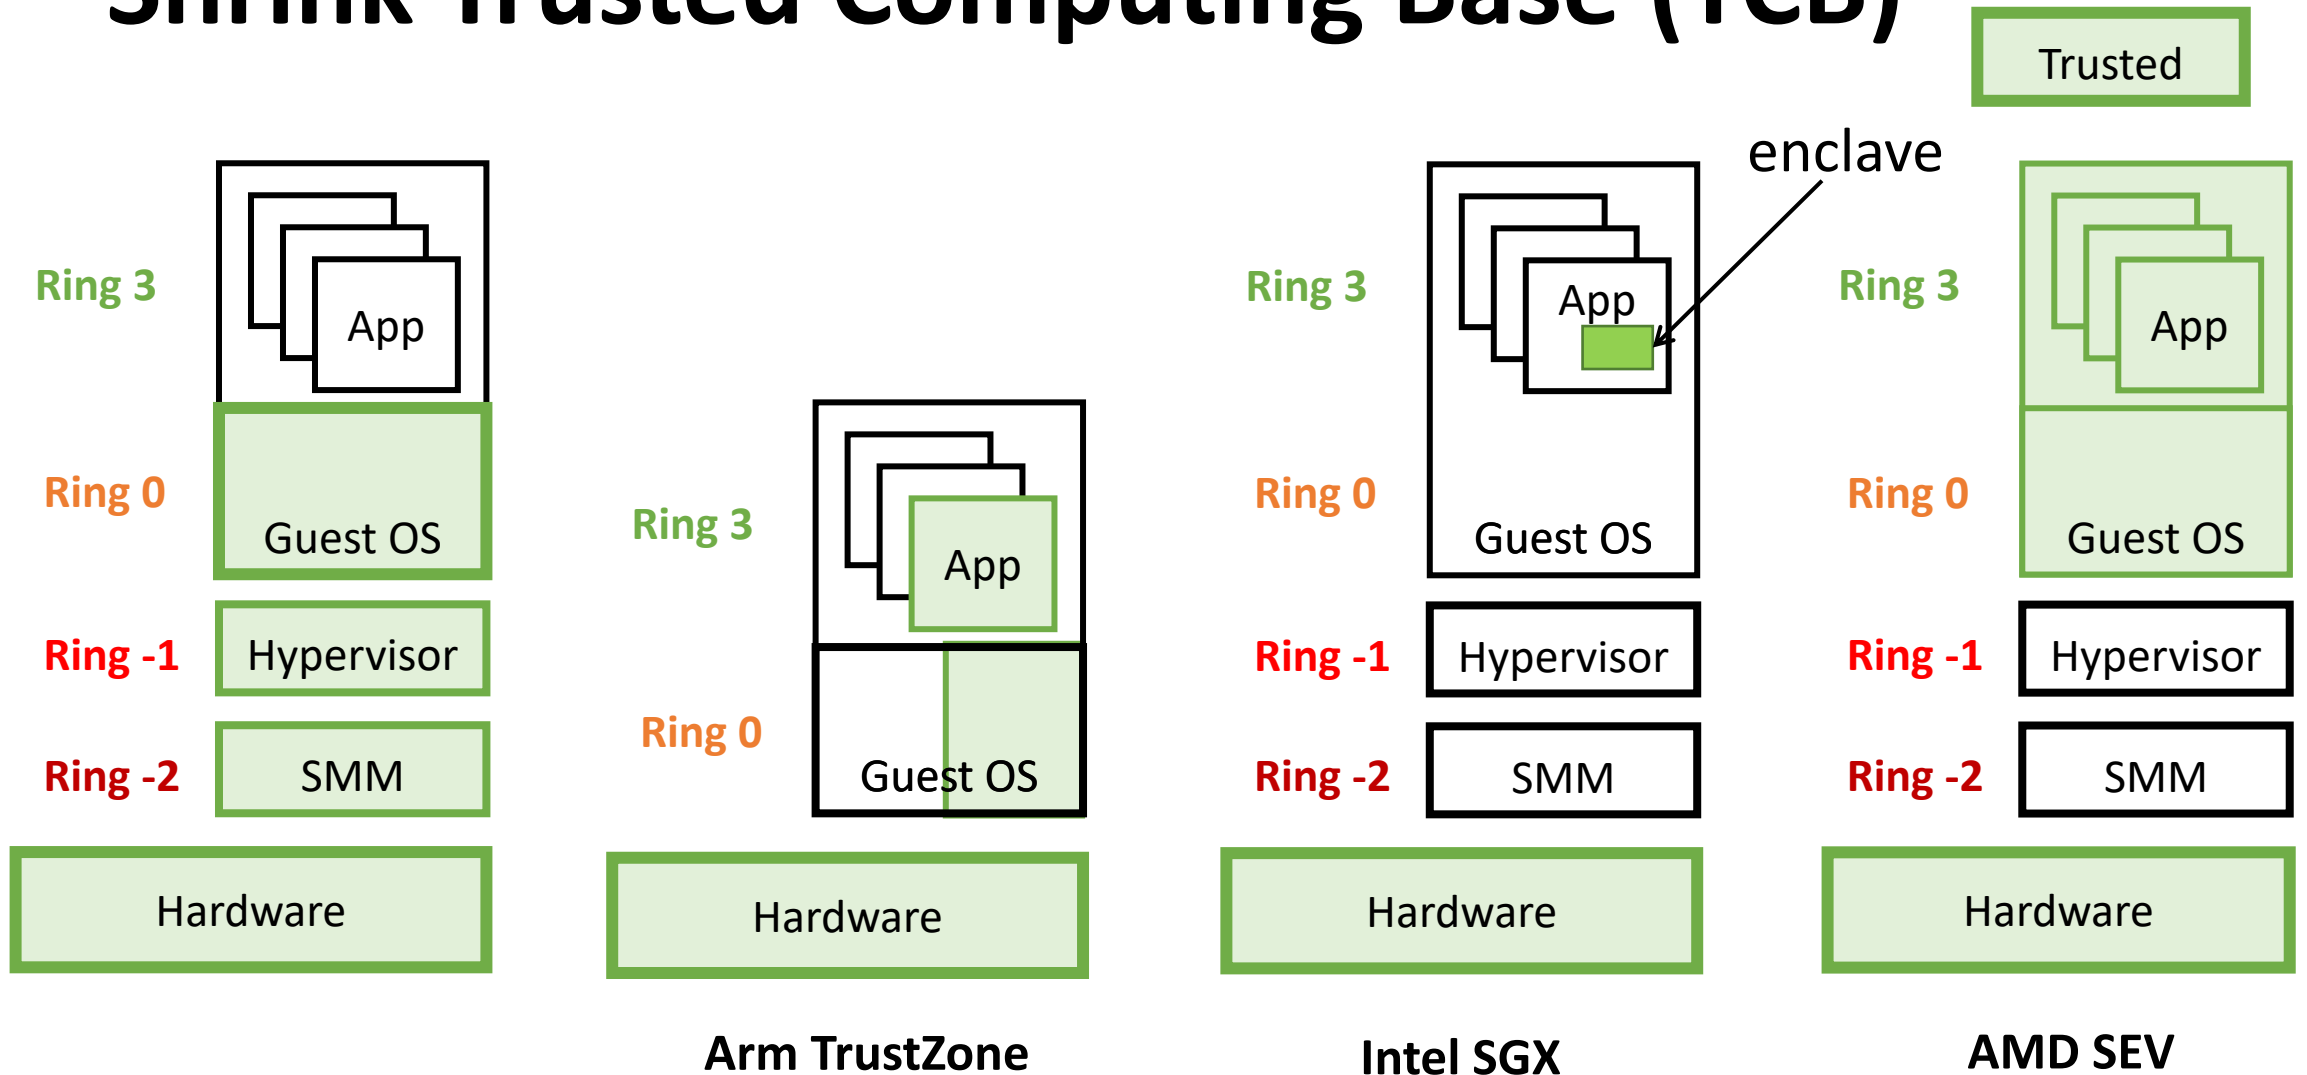 Shrink Trusted Computing Base (TCB)
Trusted
enclave
Ring 3
App
Ring 0
Guest OS
Ring -1
Hypervisor
Ring -2
SMM
Hardware
Ring 3
App
Ring 0
Guest OS
Hardware
Arm TrustZone
Ring 3
App
Ring 0
Guest OS
Ring -1
Hypervisor
Ring -2
SMM
Hardware
Intel SGX
Ring 3
App
Ring 0
Guest OS
Ring -1
Hypervisor
Ring -2
SMM
Hardware
AMD SEV